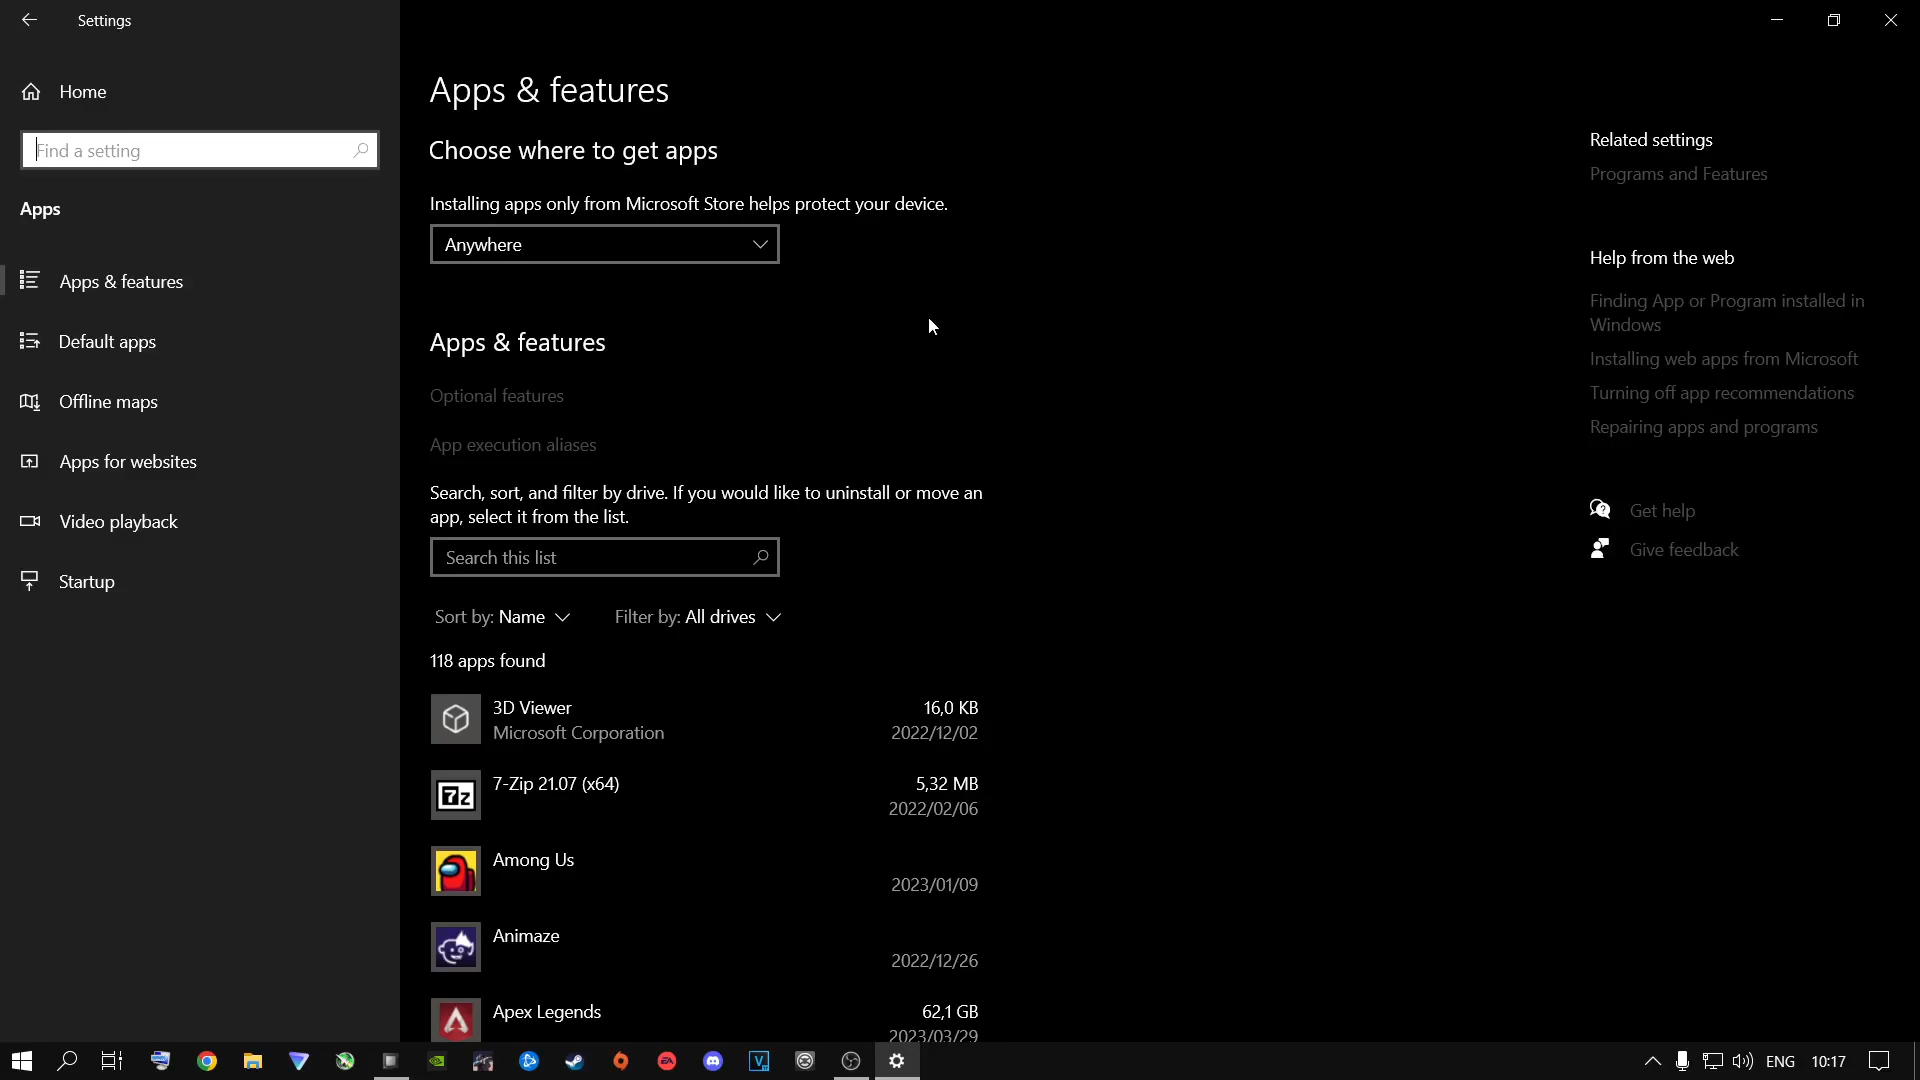 Settings
Home
Find a setting
Apps
Apps & features
Default apps
Offline maps
Apps for websites
Video playback
Startup
Apps & features
Choose where to get apps
Installing apps only from Microsoft Store helps protect your device.
Anywhere
Apps & features
Optional features
App execution aliases
Search, sort, and filter by drive. If you would like to uninstall or move an
app, select it from the list.
Search this list
Sort by: Name Filter by: All drives
118 apps found
3D Viewer 16,0 KB
Microsoft Corporation 2022/12/02
7-Zip 21.07 (x64) 5,32 MB
2022/02/06
Among Us
2023/01/09
Animaze
2022/12/26
Apex Legends 62,1 GB
2023/03/29
Related settings
Programs and Features
Help from the web
Finding App or Program installed in
Windows
Installing web apps from Microsoft
Turning off app recommendations
Repairing apps and programs
Get help
Give feedback
ENG 10:17